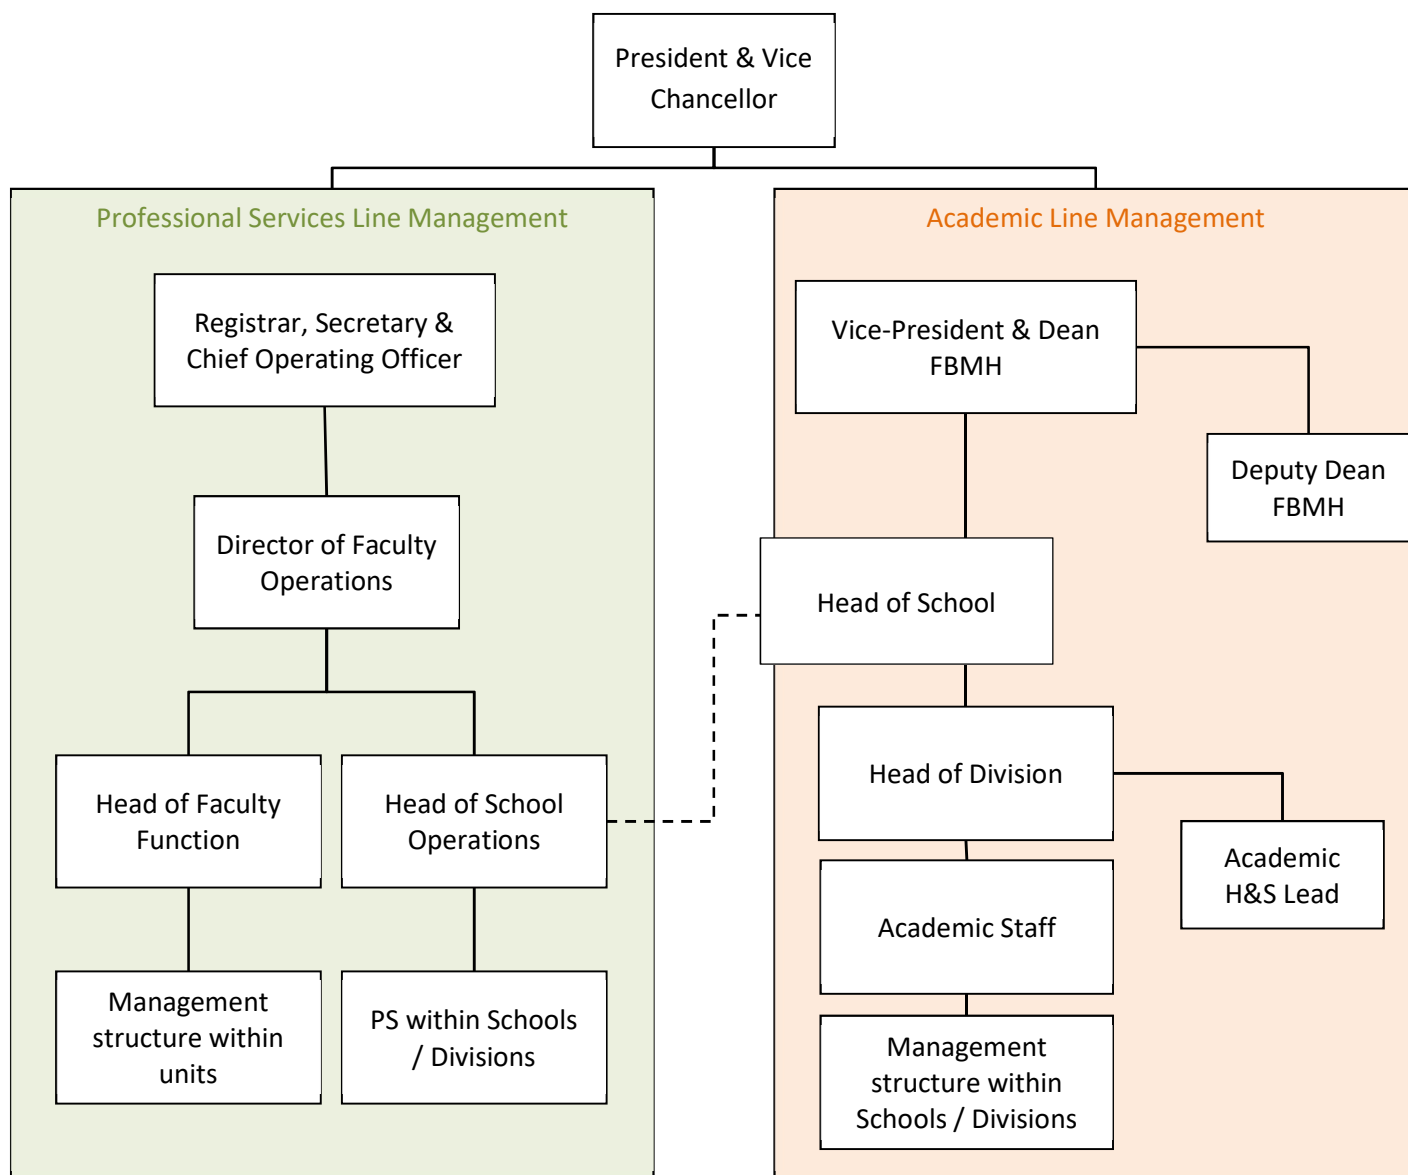 President & Vice
Chancellor
Professional Services Line Management
Academic Line Management
Registrar, Secretary &
Chief Operating Officer
Vice-President & Dean
FBMH
Deputy Dean
FBMH
Director of Faculty
Operations
Head of School
Head of Faculty
Function
Head of School
Operations
Head of Division
Academic
H&S Lead
Academic Staff
Management
structure within
units
PS within Schools
/ Divisions
Management
structure within
Schools / Divisions